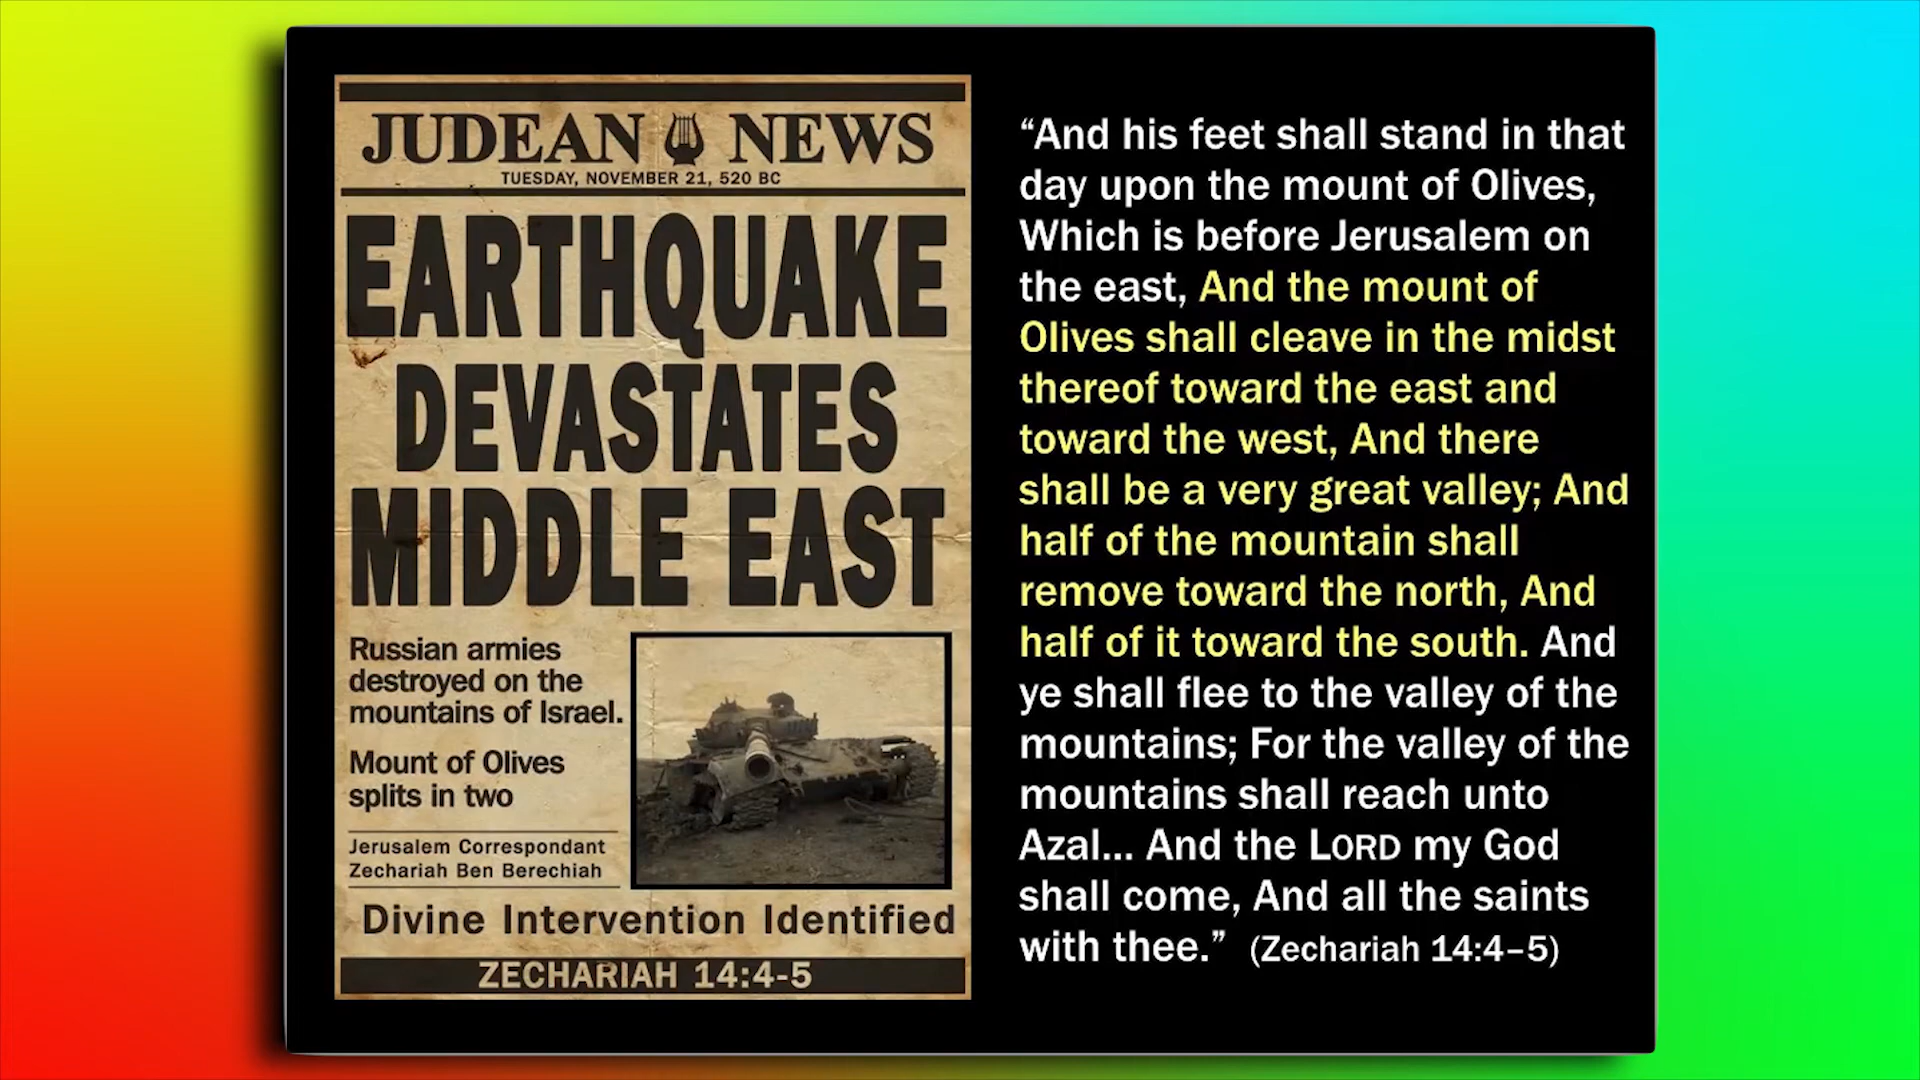 JUDEAN NEWS
TUESDAY, NOVEMBER 21, 520 BC
EARTHQUAKE
DEVASTATES
MIDDLE EAST
Russian armies
destroyed on the
mountains of Israel.
Mount of Olives
splits in two
Jerusalem Correspondant
Zechariah Ben Berechiah
Divine Intervention Identified
ZECHARIAH 14:4-5
“And his feet shall stand in that
day upon the mount of Olives,
Which is before Jerusalem on
the east, And the mount of
Olives shall cleave in the midst
thereof toward the east and
toward the west, And there
shall be a very great valley; And
half of the mountain shall
remove toward the north, And
half of it toward the south. And
ye shall flee to the valley of the
mountains; For the valley of the
mountains shall reach unto
Azal... And the LORD my God
shall come, And all the saints
with thee.” (Zechariah 14:4–5)